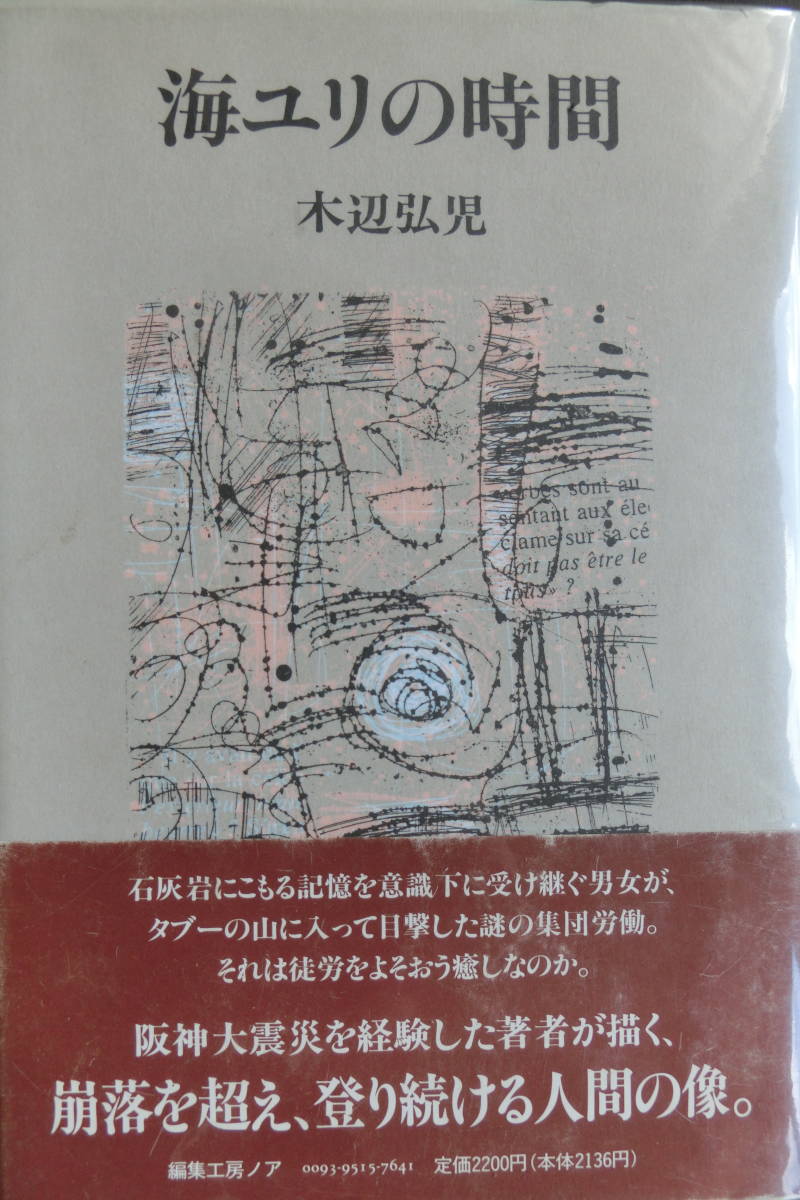 海ユリの時間
木辺弘児
verbes sont au
sentant aux éle
clame sur sa cé
doit pas être le
tous» ?
石灰岩にこもる記憶を意識下に受け継ぐ男女が、
タブーの山に入って目撃した謎の集団労働。
それは徒労をよそおう癒しなのか。
阪神大震災を経験した著者が描く、
崩落を超え、登り続ける人間の像。
編集工房ノア 0093-9515-7641 定価2200円(本体2136円)